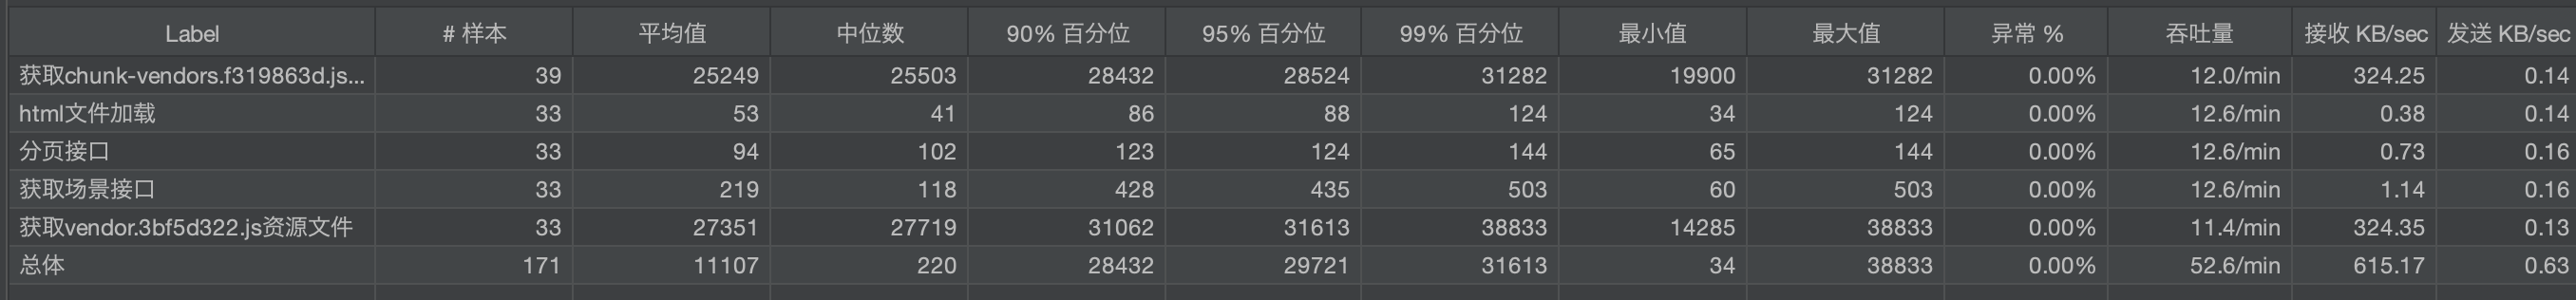 Label # 样本 平均值 中位数 90% 百分位 95% 百分位 99% 百分位 最小值 最大值 异常 % 吞吐量 接收 KB/sec 发送 KB/sec
获取chunk-vendors.f319863d.js... 39 25249 25503 28432 28524 31282 19900 31282 0.00% 12.0/min 324.25 0.14
html文件加载 33 53 41 86 88 124 34 124 0.00% 12.6/min 0.38 0.14
分页接口 33 94 102 123 124 144 65 144 0.00% 12.6/min 0.73 0.16
获取场景接口 33 219 118 428 435 503 60 503 0.00% 12.6/min 1.14 0.16
获取vendor.3bf5d322.js资源文件 33 27351 27719 31062 31613 38833 14285 38833 0.00% 11.4/min 324.35 0.13
总体 171 11107 220 28432 29721 31613 34 38833 0.00% 52.6/min 615.17 0.63